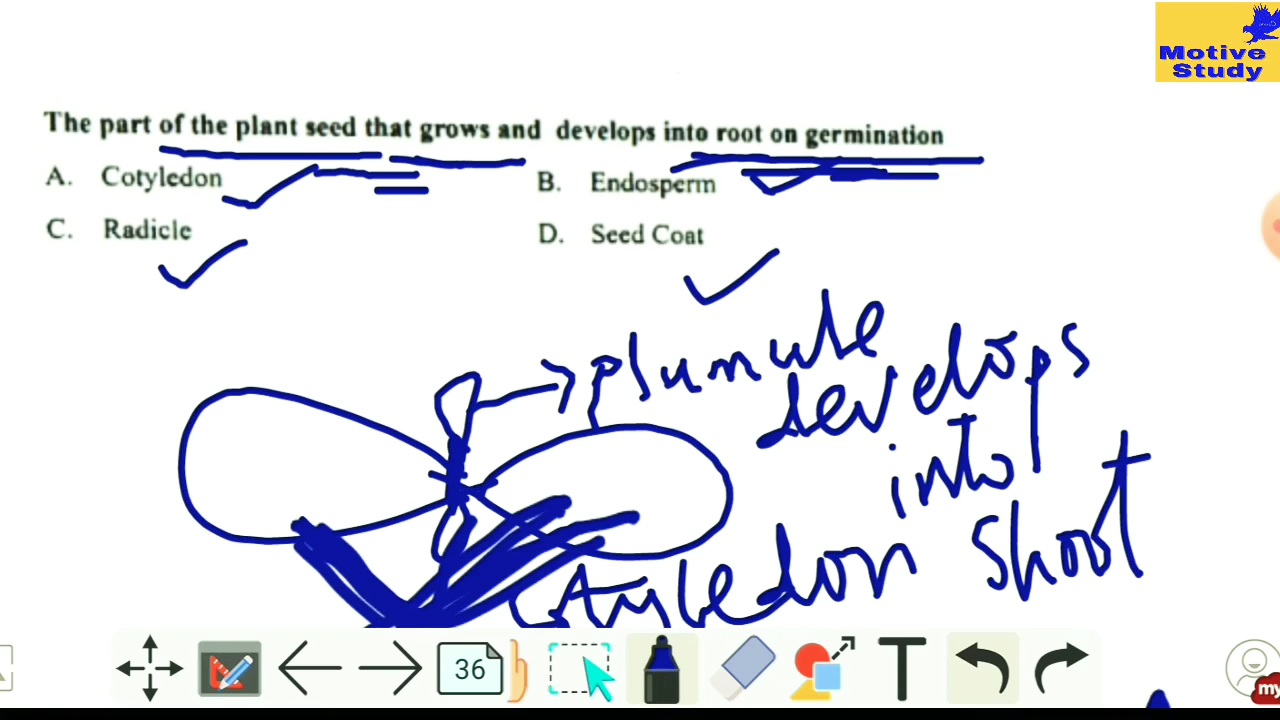 Motive
Study
The part of the plant seed that grows and develops into root on germination
A. Cotyledon B. Endosperm
C. Radicle D. Seed Coat
plumule
develops
into
shoot
36
T
my